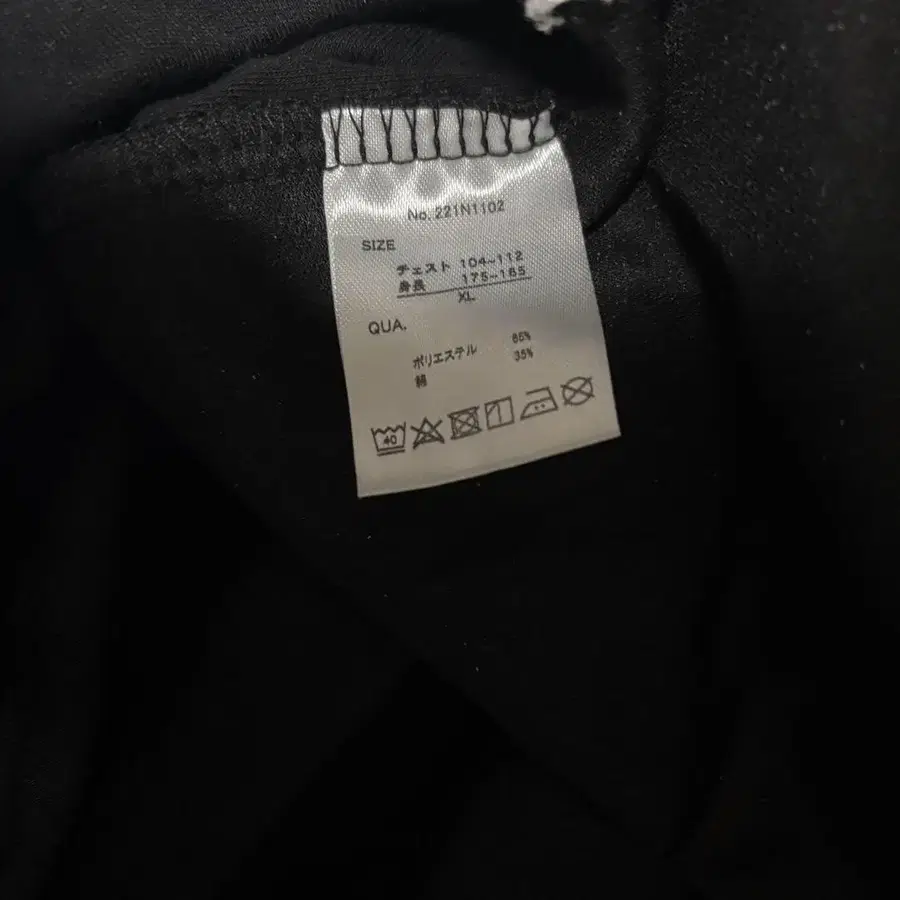 No. 221N1102
SIZE
チェスト 104~112
身長 175~185
XL
QUA.
ポリエステル 65%
綿 35%
40